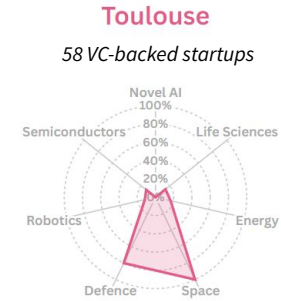 Toulouse
58 VC-backed startups
Novel AI
100%
80%
60%
40%
20%
0%
Semiconductors
Life Sciences
Robotics
Energy
Defence
Space